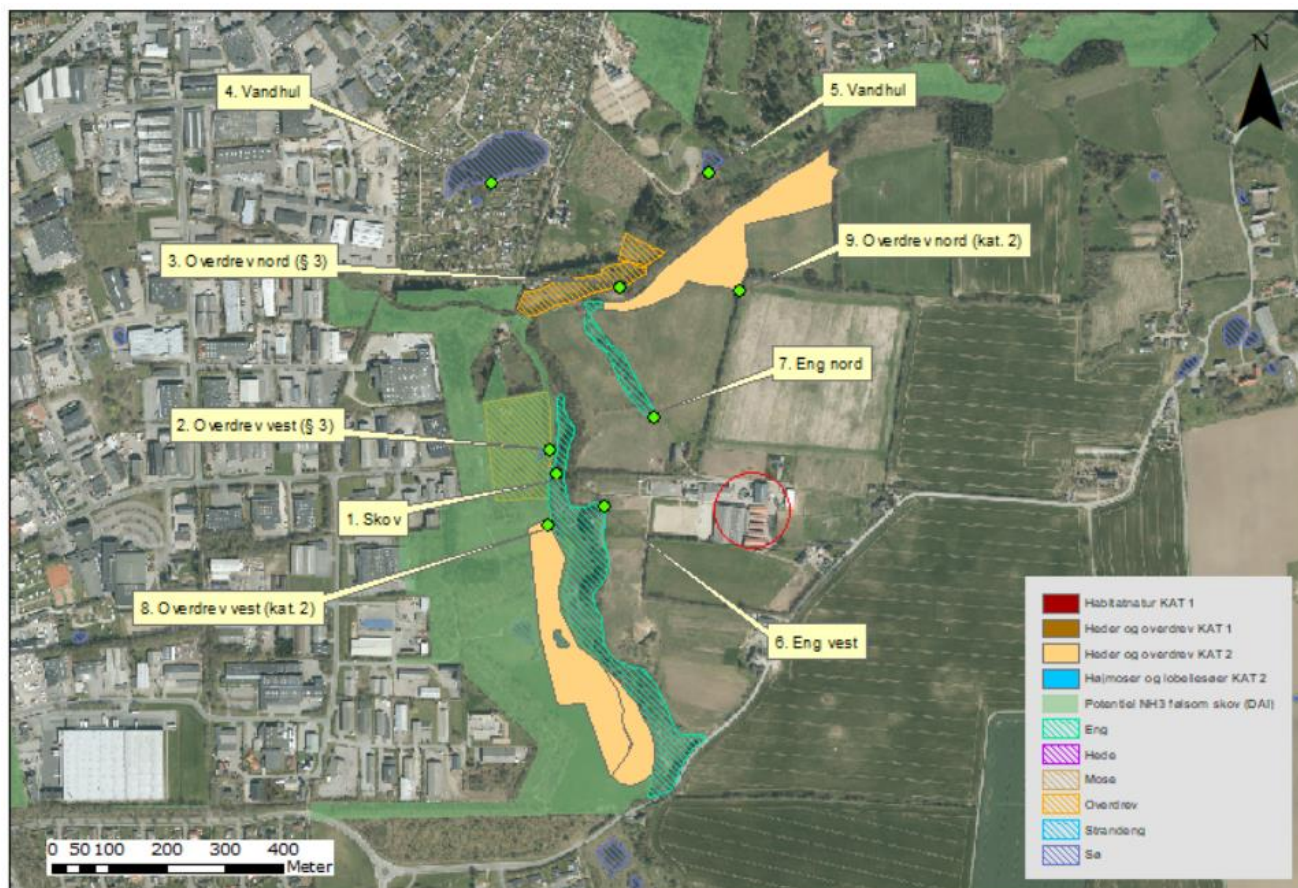 N
4. Vandhul
5. Vandhul
3. Overdrev nord (§ 3)
9. Overdrev nord (kat. 2)
7. Eng nord
2. Overdrev vest (§ 3)
1. Skov
8. Overdrev vest (kat. 2)
6. Eng vest
Habitatnatur KAT 1
Heder og overdrev KAT 1
Heder og overdrev KAT 2
Højmoser og lobeliesøer KAT 2
Potentiel NH3 følsom skov (DAI)
Eng
Hede
Mose
Overdrev
Strandeng
Sø
0 50 100 200 300 400
Meter